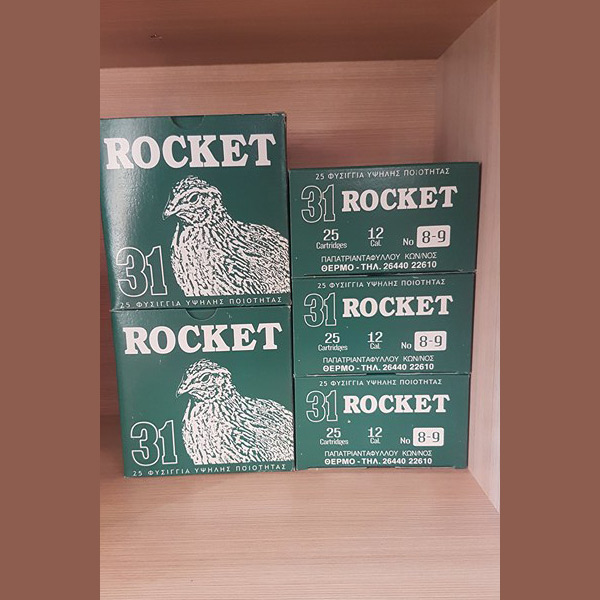 ROCKET
31
25 ΦΥΣΙΓΓΙΑ ΥΨΗΛΗΣ ΠΟΙΟΤΗΤΑΣ
ROCKET
31
25 ΦΥΣΙΓΓΙΑ ΥΨΗΛΗΣ ΠΟΙΟΤΗΤΑΣ
25 ΦΥΣΙΓΓΙΑ ΥΨΗΛΗΣ ΠΟΙΟΤΗΤΑΣ
31 ROCKET
25 Cartridges 12 Cal. No 8-9
ΠΑΠΑΤΡΙΑΝΤΑΦΥΛΛΟΥ ΚΩΝ/ΝΟΣ
ΘΕΡΜΟ - ΤΗΛ. 26440 22610
25 ΦΥΣΙΓΓΙΑ ΥΨΗΛΗΣ ΠΟΙΟΤΗΤΑΣ
31 ROCKET
25 Cartridges 12 Cal. No 8-9
ΠΑΠΑΤΡΙΑΝΤΑΦΥΛΛΟΥ ΚΩΝ/ΝΟΣ
ΘΕΡΜΟ - ΤΗΛ. 26440 22610
25 ΦΥΣΙΓΓΙΑ ΥΨΗΛΗΣ ΠΟΙΟΤΗΤΑΣ
31 ROCKET
25 Cartridges 12 Cal. No 8-9
ΠΑΠΑΤΡΙΑΝΤΑΦΥΛΛΟΥ ΚΩΝ/ΝΟΣ
ΘΕΡΜΟ - ΤΗΛ. 26440 22610